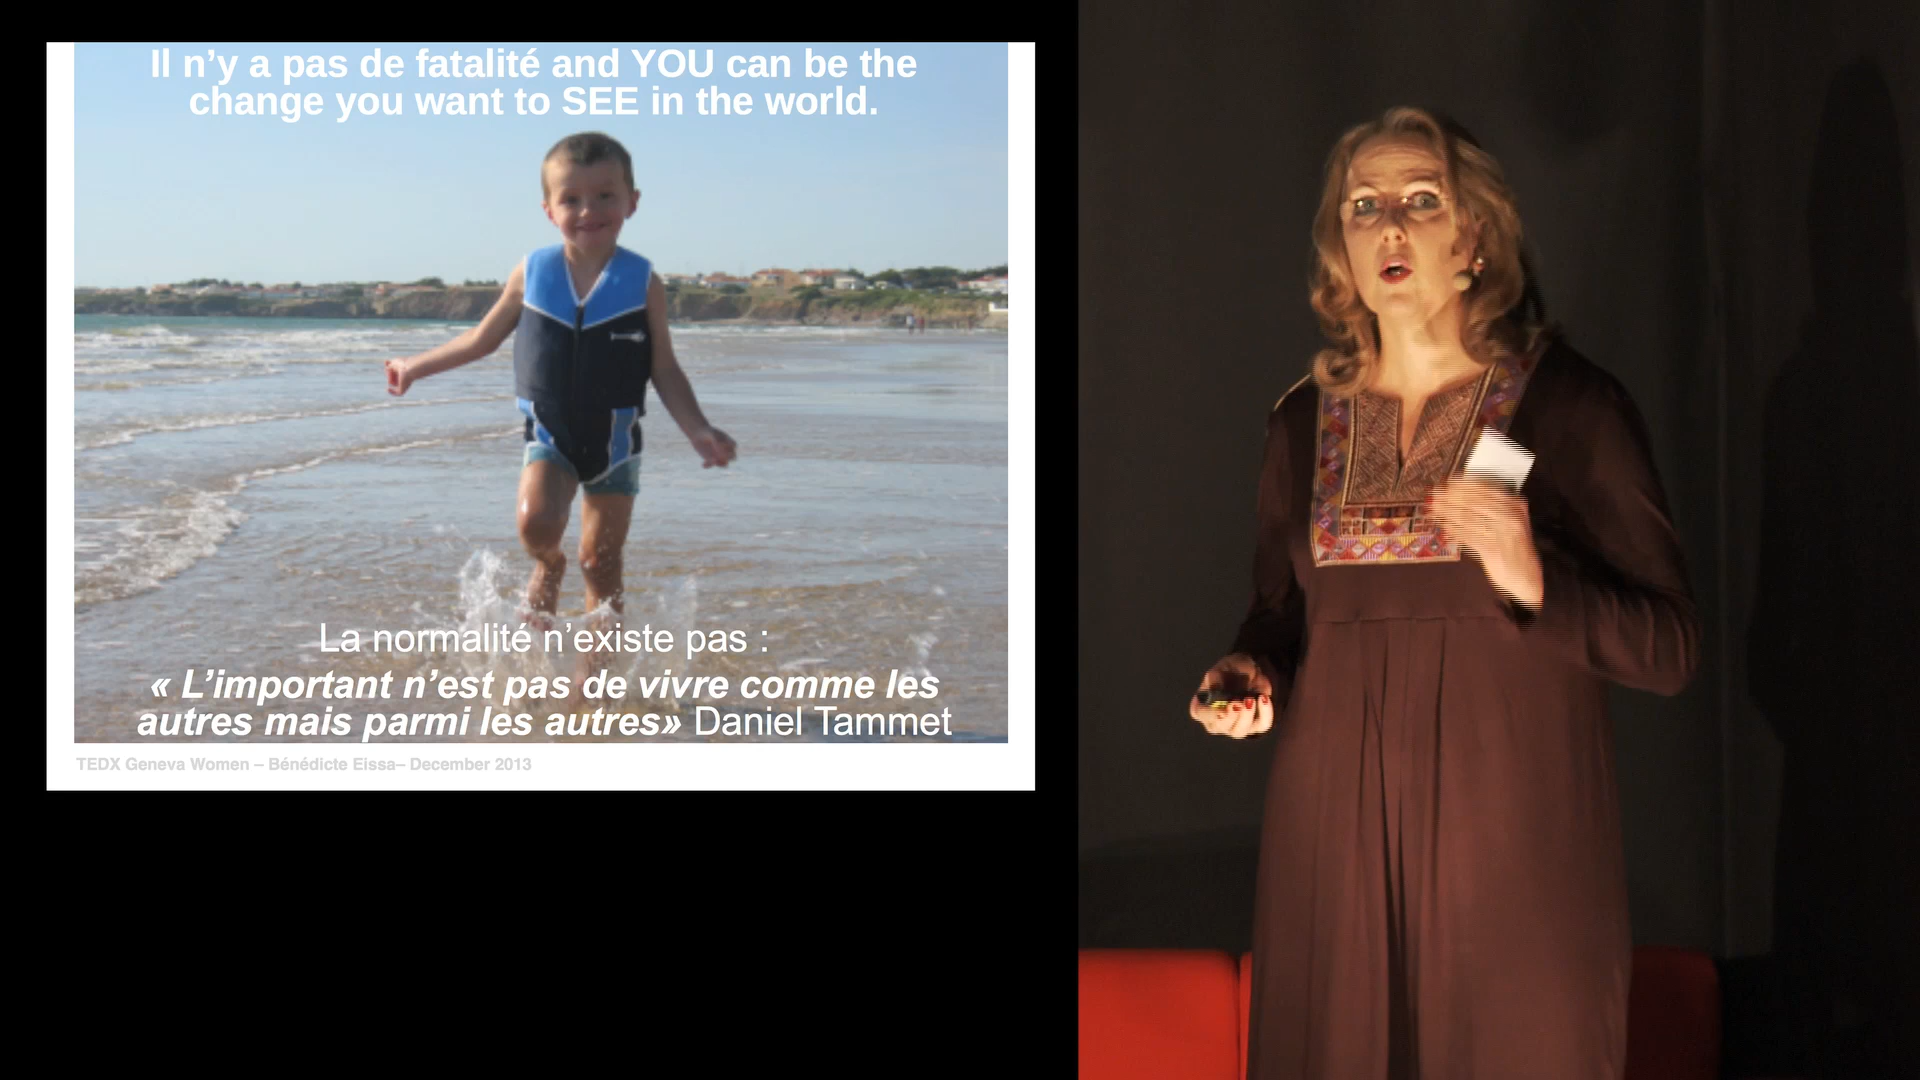 Il n’y a pas de fatalité and YOU can be the
change you want to SEE in the world.
La normalité n’existe pas :
« L’important n’est pas de vivre comme les
autres mais parmi les autres» Daniel Tammet
TEDX Geneva Women – Bénédicte Eissa– December 2013